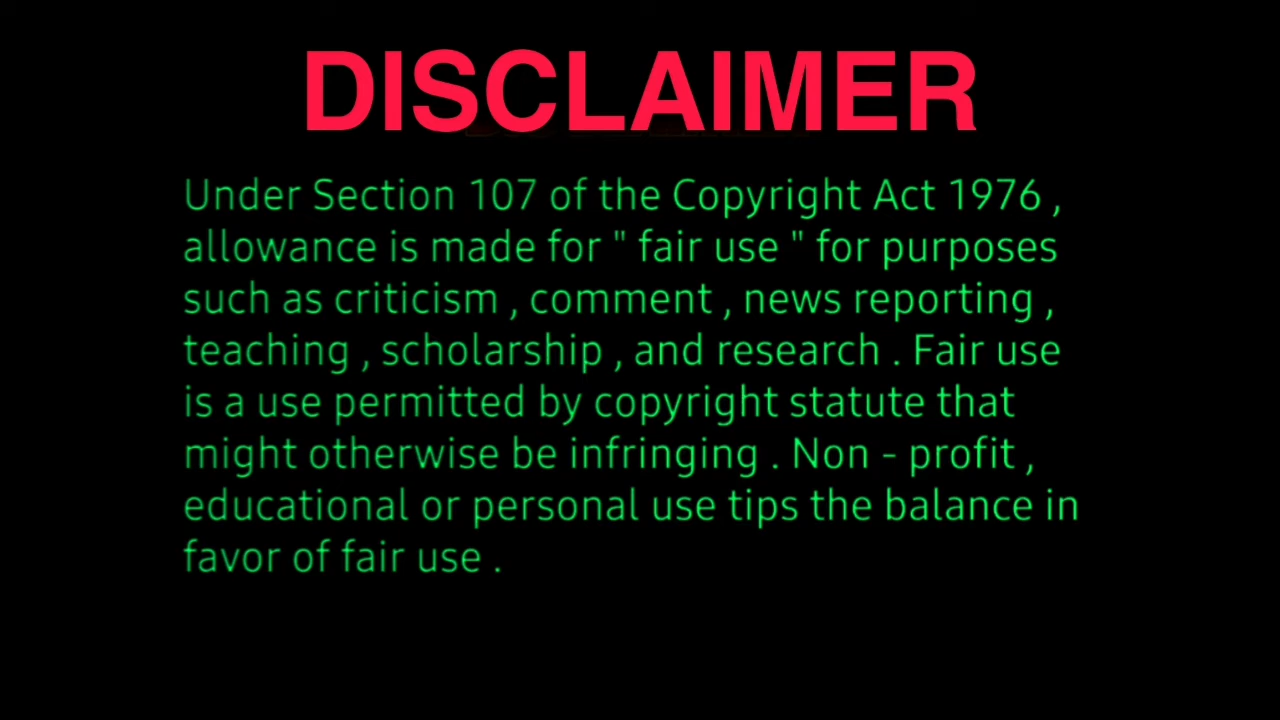 DISCLAIMER
Under Section 107 of the Copyright Act 1976 ,
allowance is made for " fair use " for purposes
such as criticism , comment , news reporting ,
teaching , scholarship , and research . Fair use
is a use permitted by copyright statute that
might otherwise be infringing . Non - profit ,
educational or personal use tips the balance in
favor of fair use .